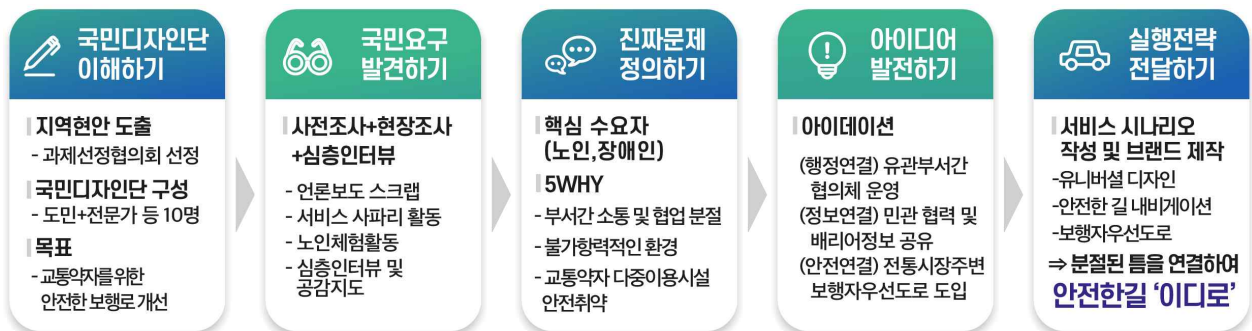 국민디자인단
이해하기
지역현안 도출
- 과제선정협의회 선정
국민디자인단 구성
- 도민+전문가 등 10명
목표
- 교통약자를위한
안전한 보행로 개선
국민요구
발견하기
사전조사+현장조사
+심층인터뷰
- 언론보도 스크랩
- 서비스 사파리 활동
- 노인체험활동
- 심층인터뷰 및
공감지도
진짜문제
정의하기
핵심 수요자
(노인,장애인)
5WHY
- 부서간 소통 및 협업 분절
- 불가항력적인 환경
- 교통약자 다중이용시설
안전취약
아이디어
발전하기
아이데이션
(행정연결) 유관부서간
협의체 운영
(정보연결) 민관 협력 및
배리어정보 공유
(안전연결) 전통시장주변
보행자우선도로 도입
실행전략
전달하기
서비스 시나리오
작성 및 브랜드 제작
-유니버셜 디자인
-안전한 길 내비게이션
-보행자우선도로
⇒ 분절된 틈을 연결하여
안전한길 '이디로'